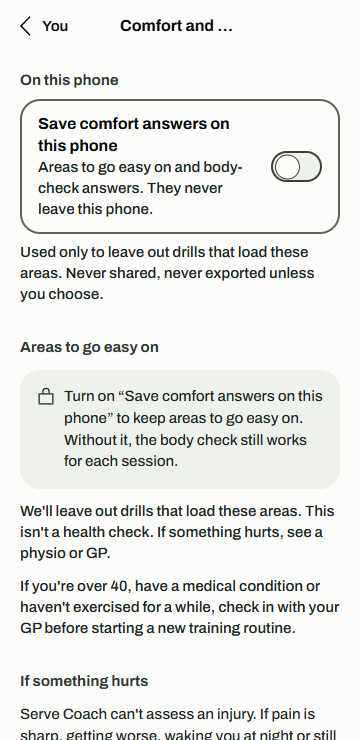 You
Comfort and ...
On this phone
Save comfort answers on
this phone
Areas to go easy on and body-
check answers. They never
leave this phone.
Used only to leave out drills that load these
areas. Never shared, never exported unless
you choose.
Areas to go easy on
Turn on “Save comfort answers on this
phone” to keep areas to go easy on.
Without it, the body check still works
for each session.
We'll leave out drills that load these areas. This
isn't a health check. If something hurts, see a
physio or GP.
If you're over 40, have a medical condition or
haven't exercised for a while, check in with your
GP before starting a new training routine.
If something hurts
Serve Coach can't assess an injury. If pain is
sharp, getting worse, waking you at night or still